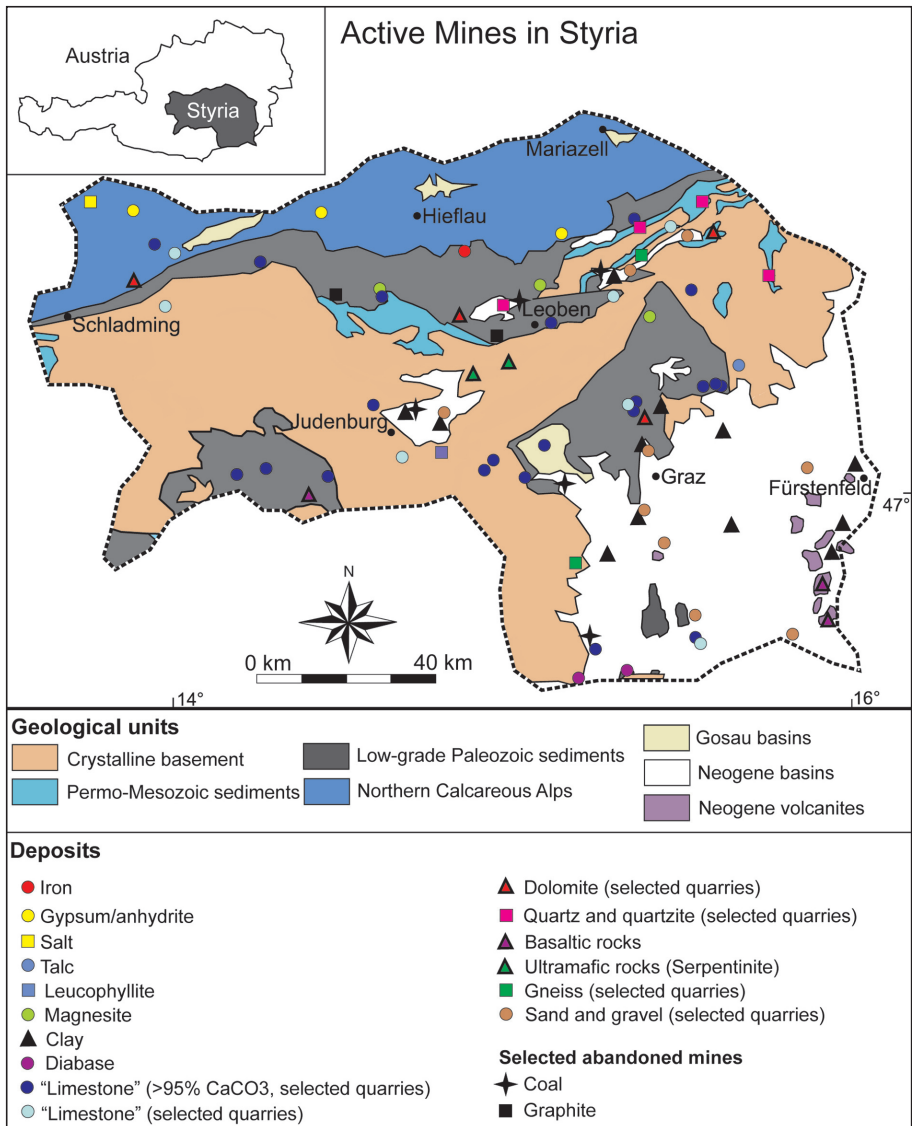 Active Mines in Styria
Austria
Styria
Mariazell
Hieflau
Schladming
Leoben
Judenburg
Graz
Fürstenfeld
47°
N
0 km
40 km
14°
16°
Geological units
Crystalline basement
Permo-Mesozoic sediments
Low-grade Paleozoic sediments
Northern Calcareous Alps
Gosau basins
Neogene basins
Neogene volcanites
Deposits
Iron
Gypsum/anhydrite
Salt
Talc
Leucophyllite
Magnesite
Clay
Diabase
“Limestone” (>95% CaCO3, selected quarries)
“Limestone” (selected quarries)
Dolomite (selected quarries)
Quartz and quartzite (selected quarries)
Basaltic rocks
Ultramafic rocks (Serpentinite)
Gneiss (selected quarries)
Sand and gravel (selected quarries)
Selected abandoned mines
Coal
Graphite